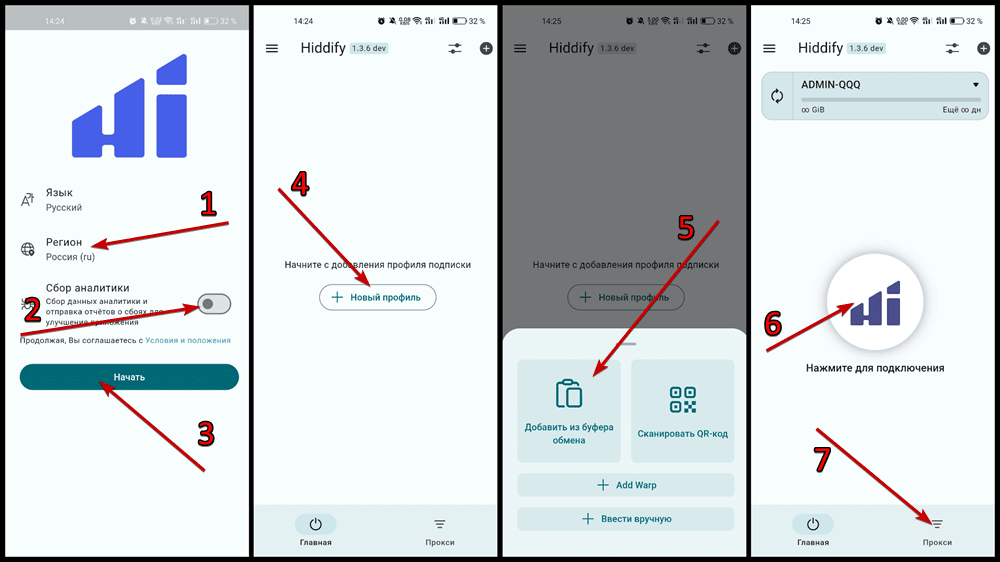 14:24
32 %
Язык
Русский
1
Регион
Россия (ru)
Сбор аналитики
Сбор данных аналитики и
отправка отчётов о сбоях для
улучшения приложения
2
Продолжая, Вы соглашаетесь с Условия и положения
Начать
3
14:24
32 %
Hiddify 1.3.6 dev
4
Начните с добавления профиля подписки
+ Новый профиль
Главная
Прокси
14:25
32 %
Hiddify 1.3.6 dev
5
Начните с добавления профиля подписки
+ Новый профиль
Добавить из буфера
обмена
Сканировать QR-код
+ Add Warp
+ Ввести вручную
14:25
32 %
Hiddify 1.3.6 dev
ADMIN-QQQ
∞ GiB
Ещё ∞ дн
6
Нажмите для подключения
7
Главная
Прокси